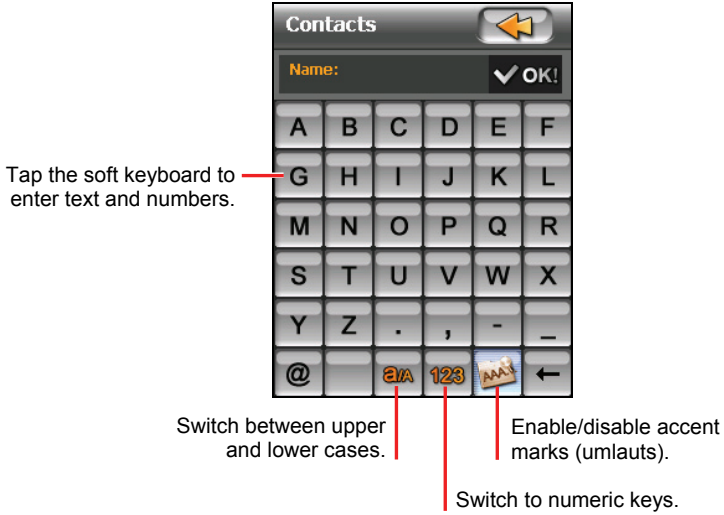 Contacts
Name:
OK!
A B C D E F
Tap the soft keyboard to
enter text and numbers.
G H I J K L
M N O P Q R
S T U V W X
Y Z . , - _
@ a/A 123 AAA ←
Switch between upper
and lower cases.
Enable/disable accent
marks (umlauts).
Switch to numeric keys.